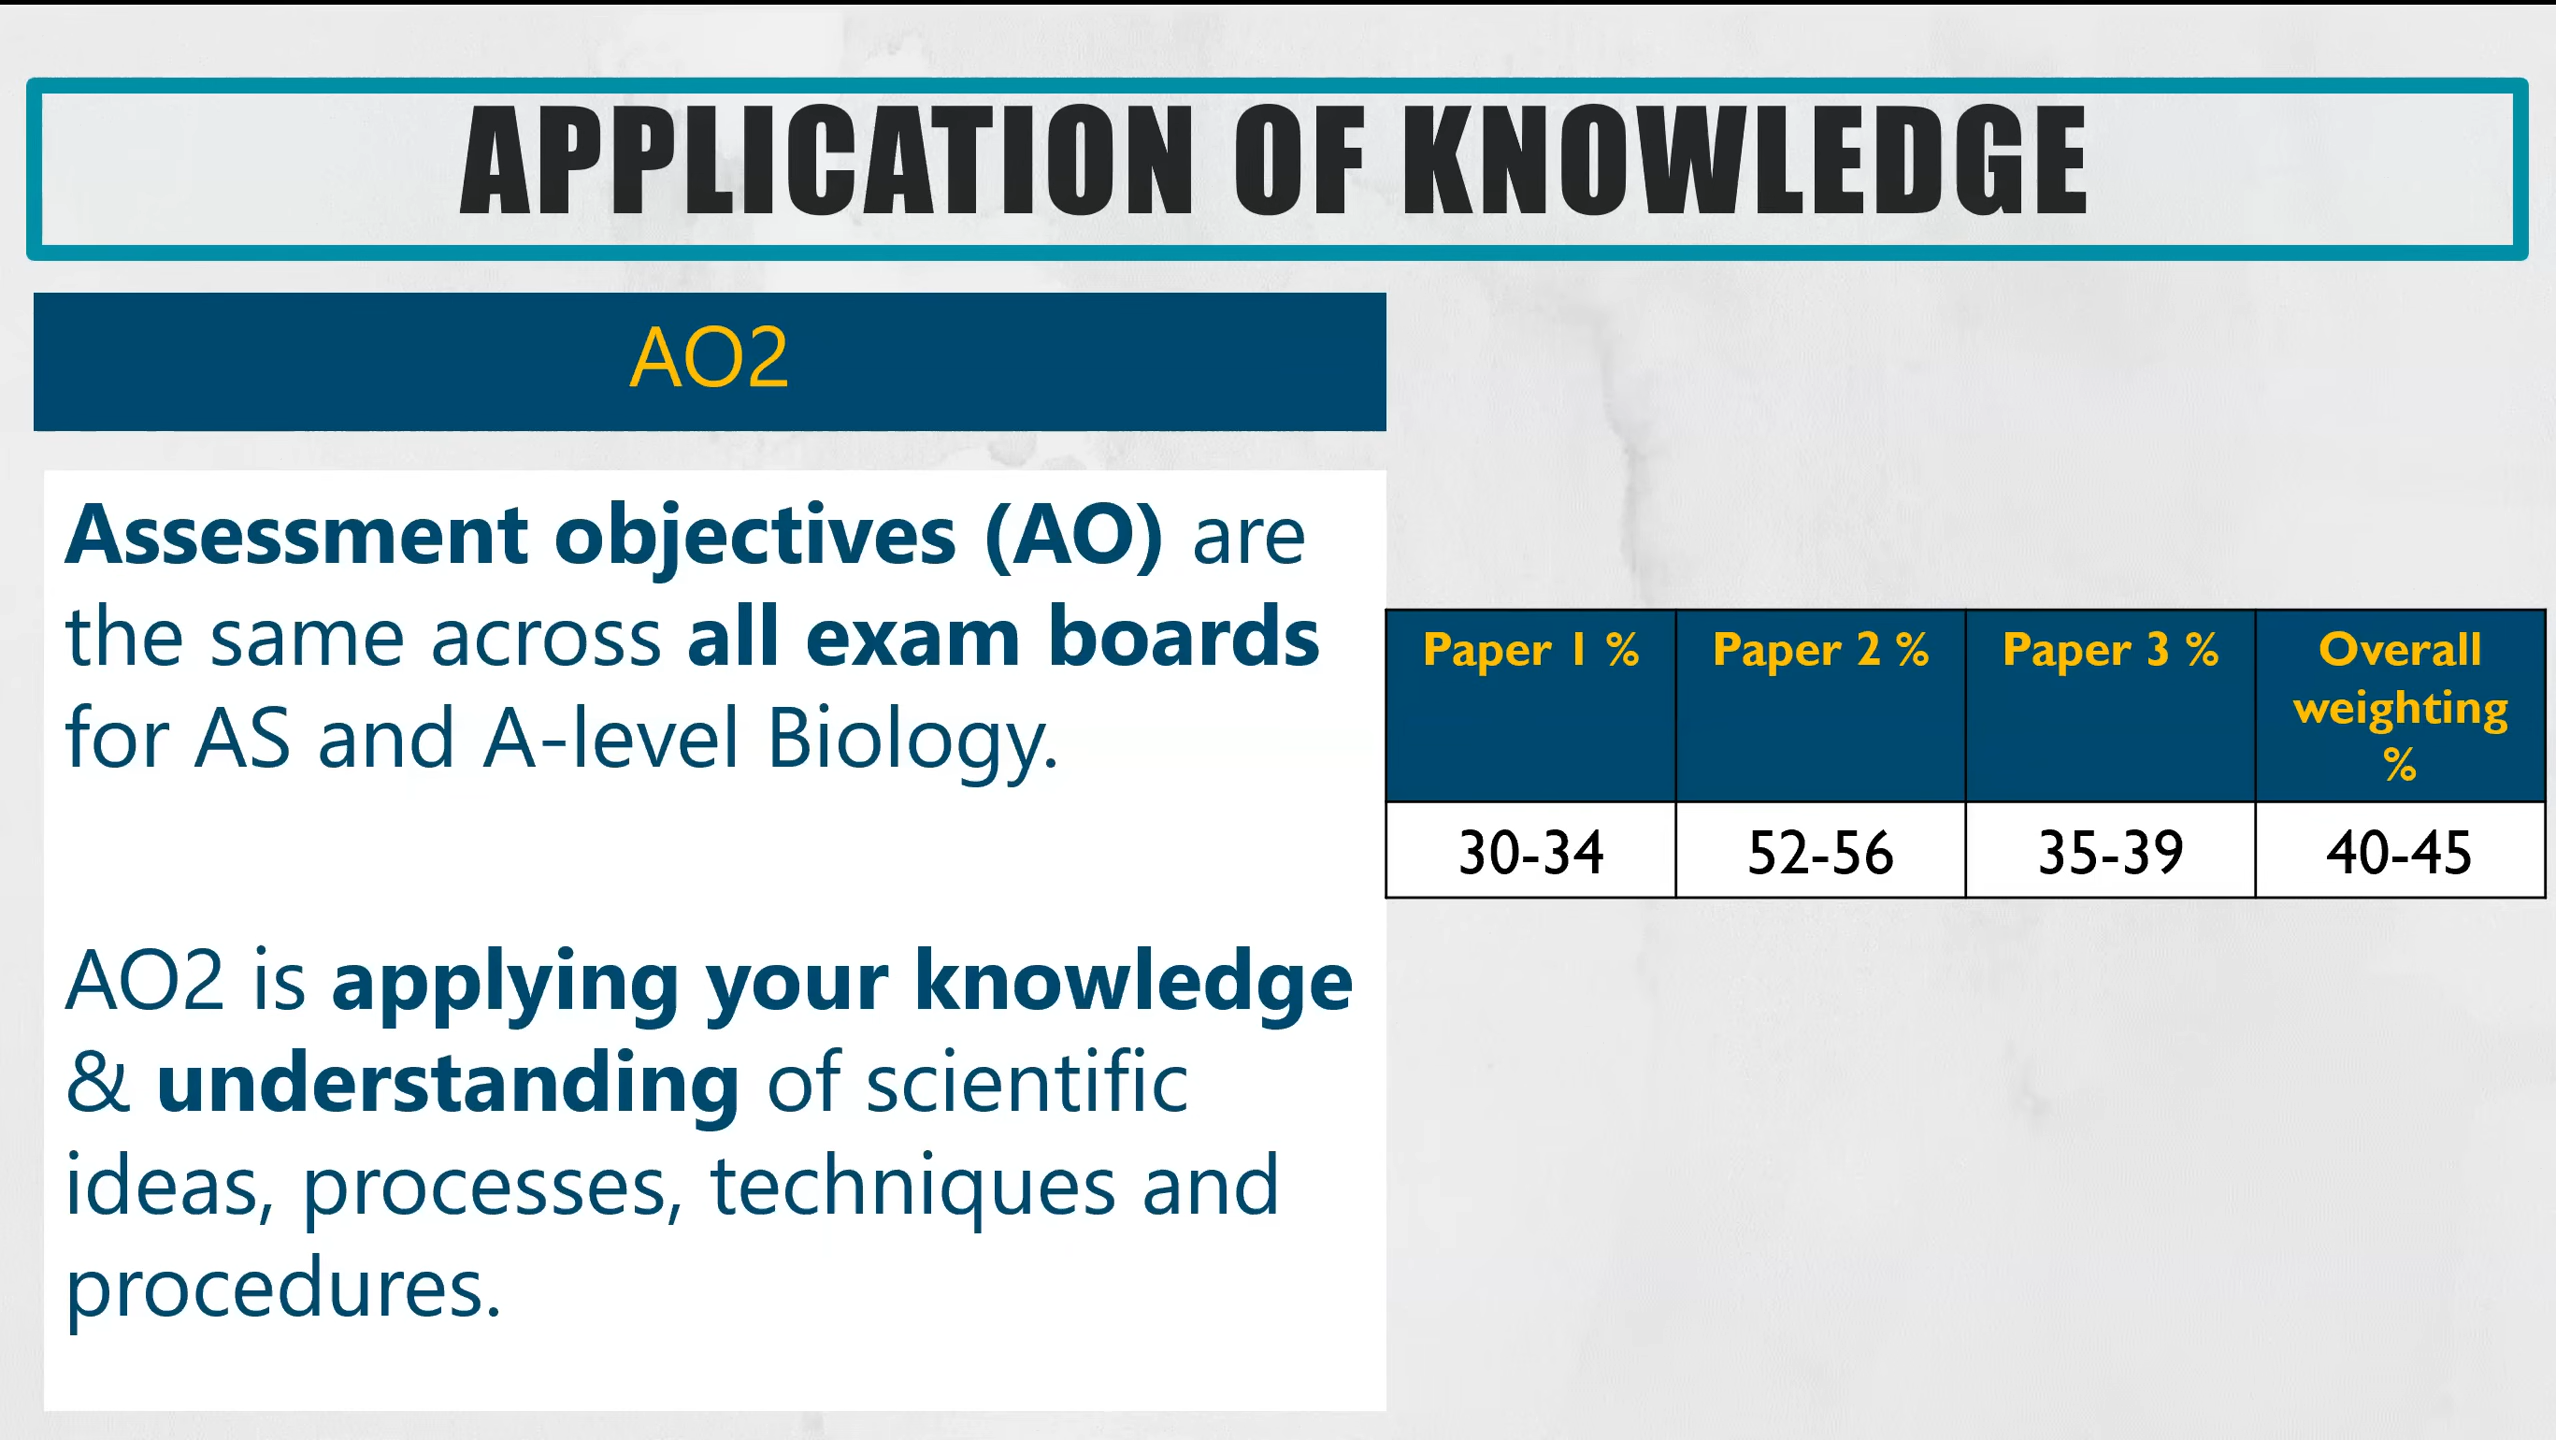 APPLICATION OF KNOWLEDGE
AO2
Assessment objectives (AO) are
the same across all exam boards
for AS and A-level Biology.
AO2 is applying your knowledge
& understanding of scientific
ideas, processes, techniques and
procedures.
Paper 1 % Paper 2 % Paper 3 % Overall
weighting
%
30-34 52-56 35-39 40-45